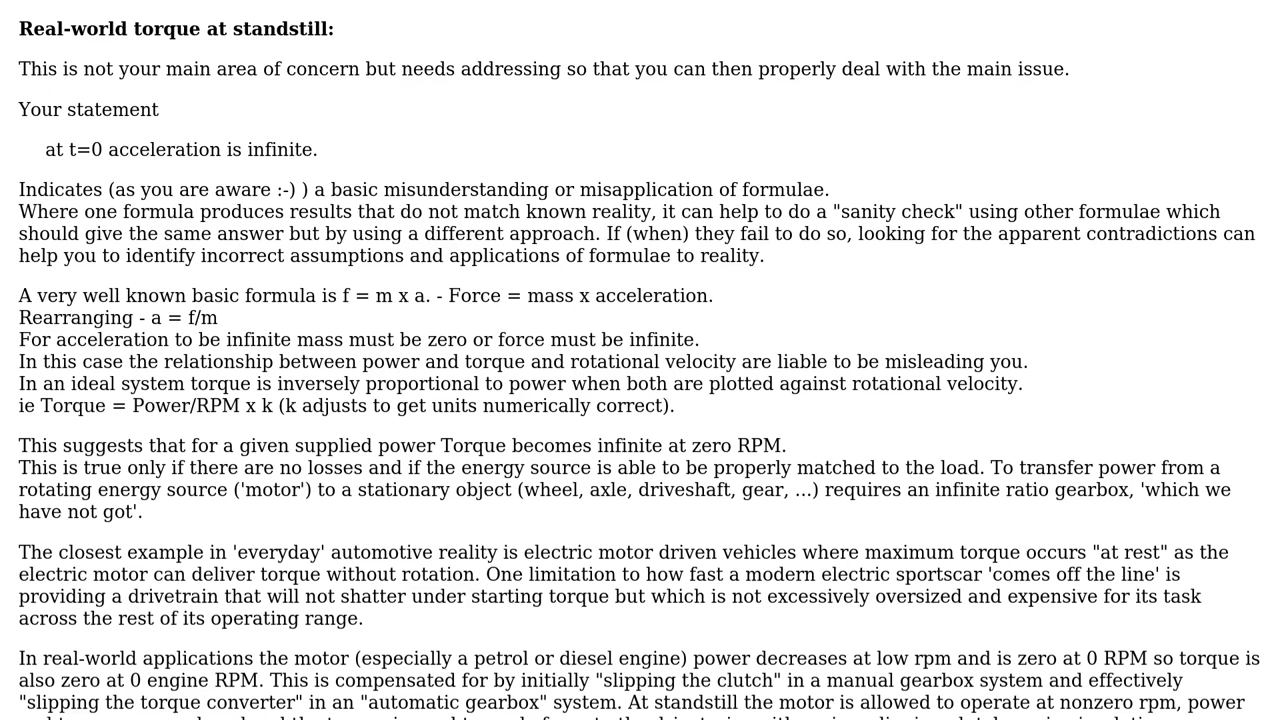 Real-world torque at standstill:
This is not your main area of concern but needs addressing so that you can then properly deal with the main issue.
Your statement
at t=0 acceleration is infinite.
Indicates (as you are aware :-) ) a basic misunderstanding or misapplication of formulae.
Where one formula produces results that do not match known reality, it can help to do a "sanity check" using other formulae which
should give the same answer but by using a different approach. If (when) they fail to do so, looking for the apparent contradictions can
help you to identify incorrect assumptions and applications of formulae to reality.
A very well known basic formula is f = m x a. - Force = mass x acceleration.
Rearranging - a = f/m
For acceleration to be infinite mass must be zero or force must be infinite.
In this case the relationship between power and torque and rotational velocity are liable to be misleading you.
In an ideal system torque is inversely proportional to power when both are plotted against rotational velocity.
ie Torque = Power/RPM x k (k adjusts to get units numerically correct).
This suggests that for a given supplied power Torque becomes infinite at zero RPM.
This is true only if there are no losses and if the energy source is able to be properly matched to the load. To transfer power from a
rotating energy source ('motor') to a stationary object (wheel, axle, driveshaft, gear, ...) requires an infinite ratio gearbox, 'which we
have not got'.
The closest example in 'everyday' automotive reality is electric motor driven vehicles where maximum torque occurs "at rest" as the
electric motor can deliver torque without rotation. One limitation to how fast a modern electric sportscar 'comes off the line' is
providing a drivetrain that will not shatter under starting torque but which is not excessively oversized and expensive for its task
across the rest of its operating range.
In real-world applications the motor (especially a petrol or diesel engine) power decreases at low rpm and is zero at 0 RPM so torque is
also zero at 0 engine RPM. This is compensated for by initially "slipping the clutch" in a manual gearbox system and effectively
"slipping the torque converter" in an "automatic gearbox" system. At standstill the motor is allowed to operate at nonzero rpm, power